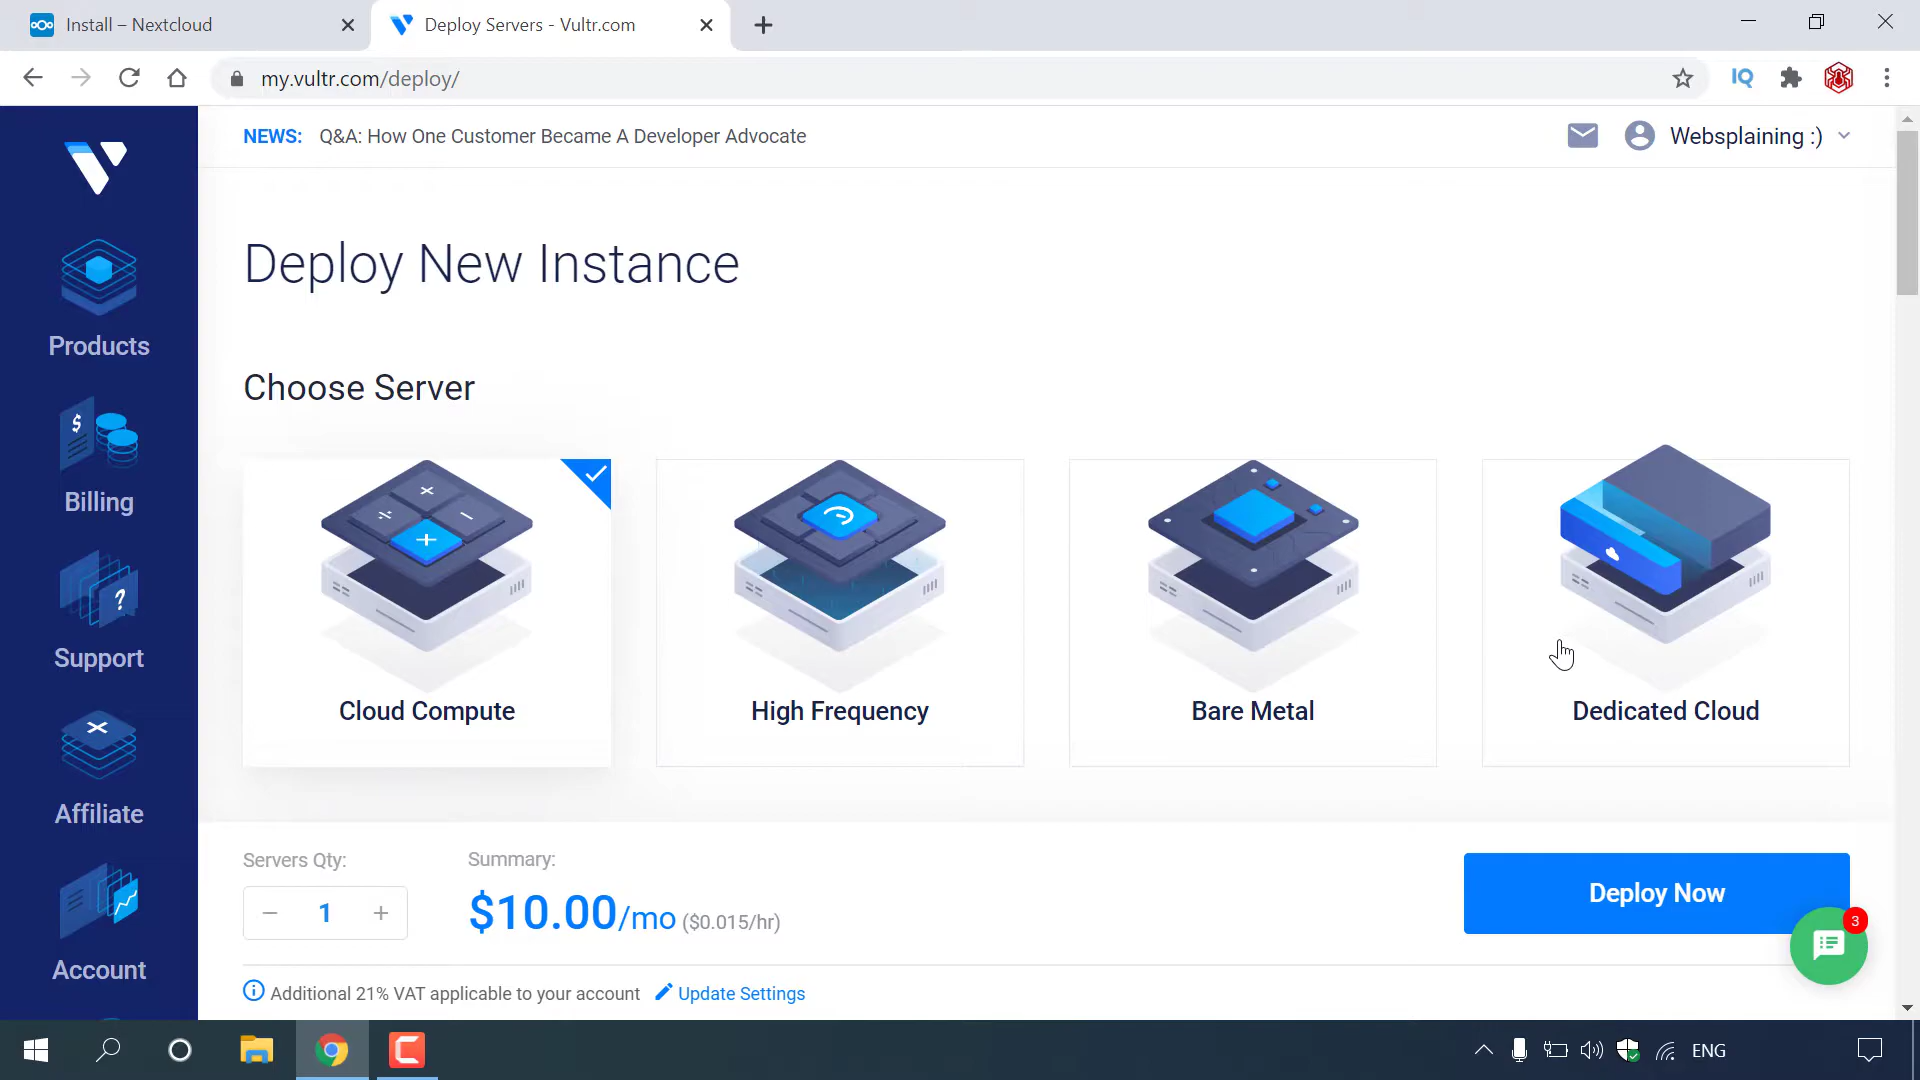 Install – Nextcloud
Deploy Servers - Vultr.com
my.vultr.com/deploy/
IQ
NEWS: Q&A: How One Customer Became A Developer Advocate
Websplaining :)
Products
Billing
Support
Affiliate
Account
Deploy New Instance
Choose Server
Cloud Compute
High Frequency
Bare Metal
Dedicated Cloud
Servers Qty:
1
Summary:
$10.00/mo ($0.015/hr)
Deploy Now
3
Additional 21% VAT applicable to your account Update Settings
ENG